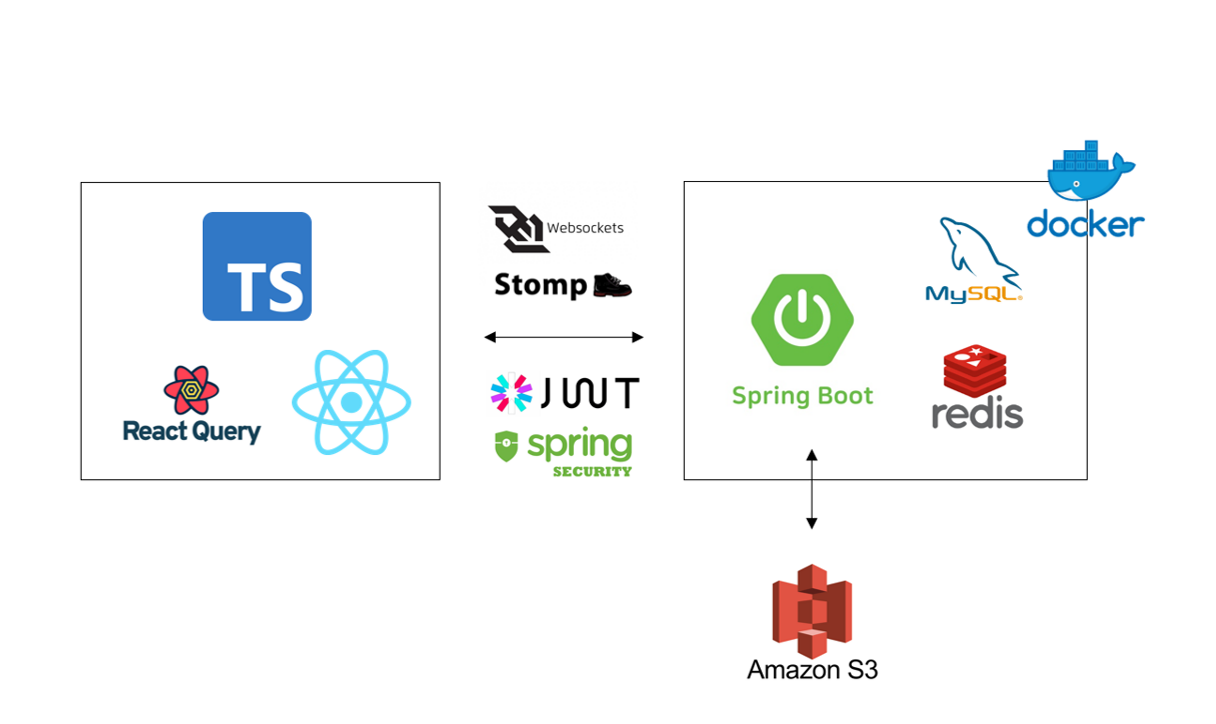 TS
React Query
Websockets
Stomp
JWT
spring
SECURITY
Spring Boot
docker
MySQL®
redis
Amazon S3